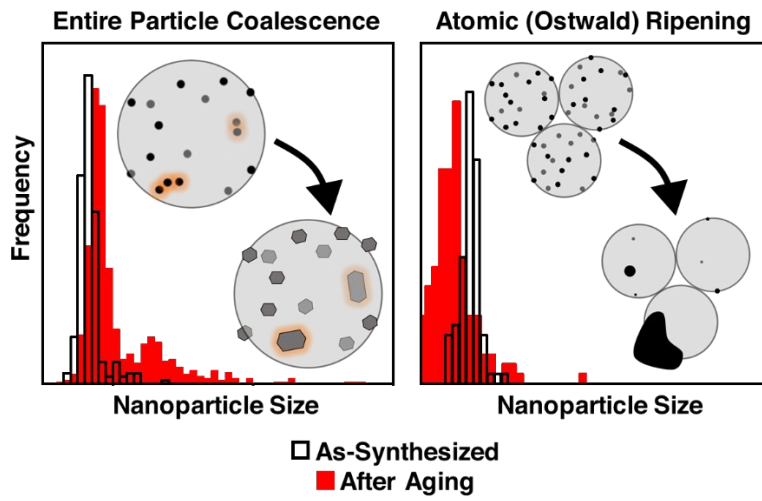 Entire Particle Coalescence
Atomic (Ostwald) Ripening
Frequency
Nanoparticle Size
Nanoparticle Size
As-Synthesized
After Aging